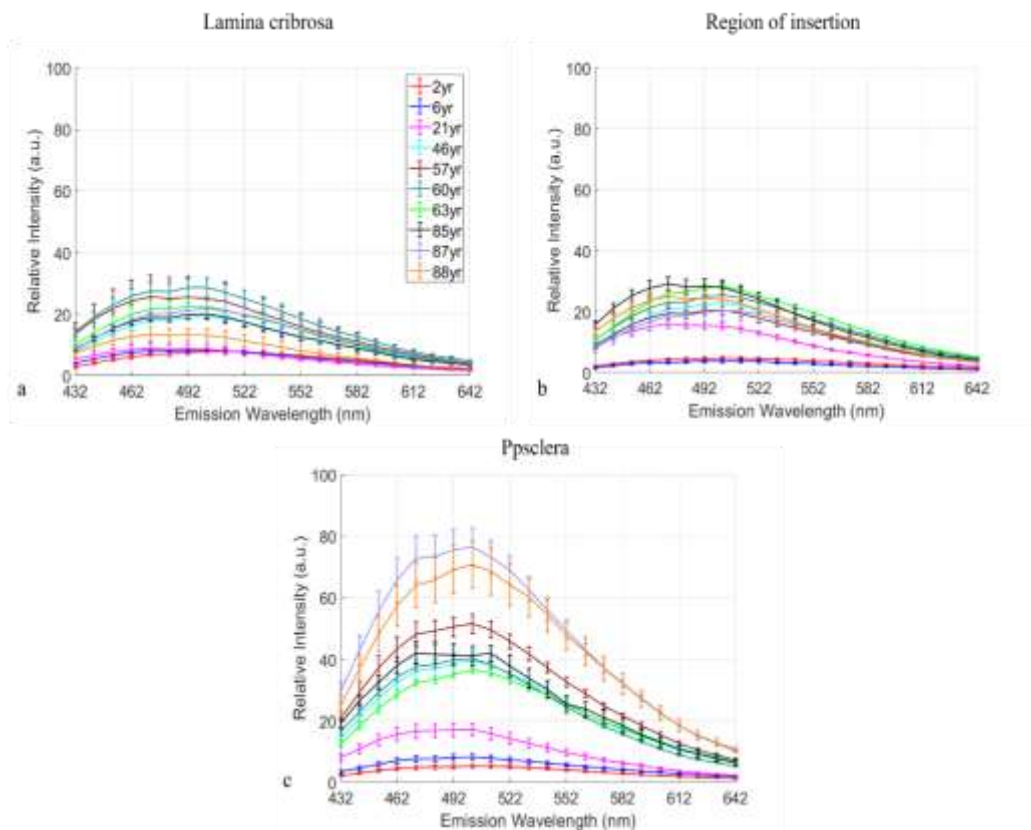 Lamina cribrosa
Region of insertion
100
80
60
40
20
0
Relative Intensity (a.u.)
2yr
6yr
21yr
46yr
57yr
60yr
63yr
85yr
87yr
88yr
432 462 492 522 552 582 612 642
Emission Wavelength (nm)
a
100
80
60
40
20
0
Relative Intensity (a.u.)
432 462 492 522 552 582 612 642
Emission Wavelength (nm)
b
Ppsclera
100
80
60
40
20
0
Relative Intensity (a.u.)
432 462 492 522 552 582 612 642
Emission Wavelength (nm)
c